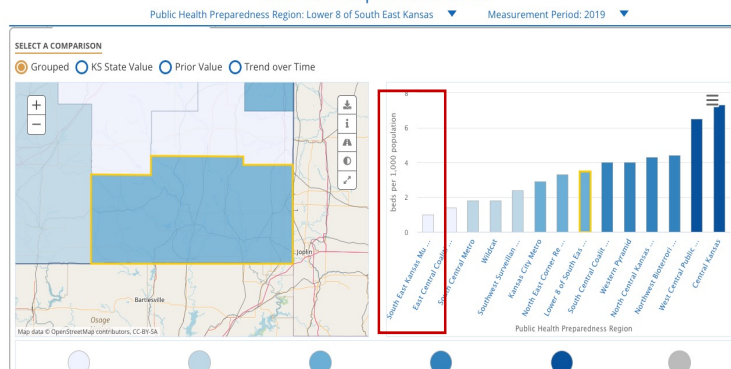 Public Health Preparedness Region: Lower 8 of South East Kansas
Measurement Period: 2019
SELECT A COMPARISON
Grouped
KS State Value
Prior Value
Trend over Time
+
−
i
Joplin
Bartlesville
Osage
Map data © OpenStreetMap contributors, CC-BY-SA
beds per 1,000 population
8
6
4
2
0
South East Kansas Mu ...
East Central Coalit...
South Central Metro
Wildcat
Southwest Surveillan ...
Kansas City Metro
North East Corner Re ...
Lower 8 of South Eas ...
South Central Coalit ...
Western Pyramid
North Central Kansas ...
Northwest Bioterrori ...
West Central Public ...
Central Kansas
Public Health Preparedness Region